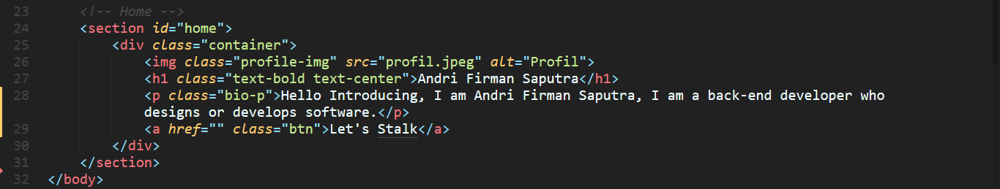 23 <!-- Home -->
24 <section id="home">
25 <div class="container">
26 <img class="profile-img" src="profil.jpeg" alt="Profil">
27 <h1 class="text-bold text-center">Andri Firman Saputra</h1>
28 <p class="bio-p">Hello Introducing, I am Andri Firman Saputra, I am a back-end developer who
designs or develops software.</p>
29 <a href="" class="btn">Let's Stalk</a>
30 </div>
31 </section>
32 </body>